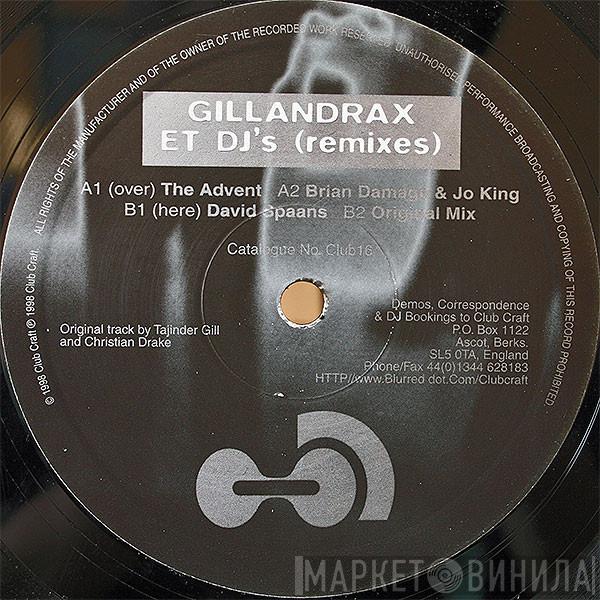 ALL RIGHTS OF THE MANUFACTURER AND OF THE OWNER OF THE RECORDED WORK RESERVED. UNAUTHORISED PERFORMANCE BROADCASTING AND COPYING OF THIS RECORD PROHIBITED
GILLANDRAX
ET DJ's (remixes)
A1 (over) The Advent A2 Brian Damage & Jo King
B1 (here) David Spaans B2 Original Mix
Catalogue No. Club16
Original track by Tajinder Gill
and Christian Drake
Demos, Correspondence
& DJ Bookings to Club Craft
P.O. Box 1122
Ascot, Berks.
SL5 0TA, England
Phone/Fax 44(0)1344 628183
HTTP//www.Blurred dot.Com/Clubcraft
© 1998 Club Craft ℗ 1998 Club Craft
МАРКЕТ ВИНИЛА